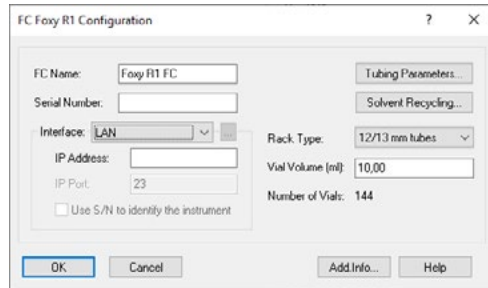 FC Foxy R1 Configuration ? ✕
FC Name: Foxy R1 FC Tubing Parameters...
Serial Number: Solvent Recycling...
Interface: LAN ...
Rack Type: 12/13 mm tubes
IP Address:
Vial Volume (ml): 10,00
IP Port: 23
Number of Vials: 144
Use S/N to identify the instrument
OK Cancel Add.Info... Help